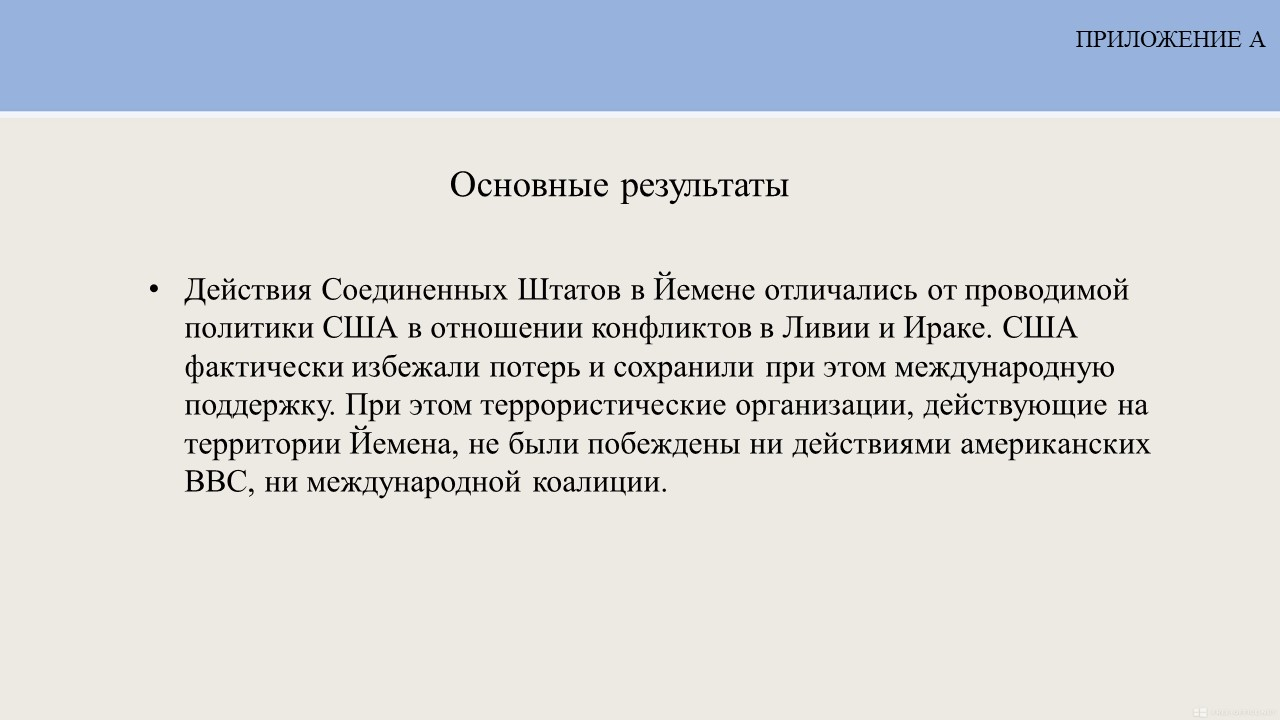 ПРИЛОЖЕНИЕ А
Основные результаты
• Действия Соединенных Штатов в Йемене отличались от проводимой
политики США в отношении конфликтов в Ливии и Ираке. США
фактически избежали потерь и сохранили при этом международную
поддержку. При этом террористические организации, действующие на
территории Йемена, не были побеждены ни действиями американских
ВВС, ни международной коалиции.